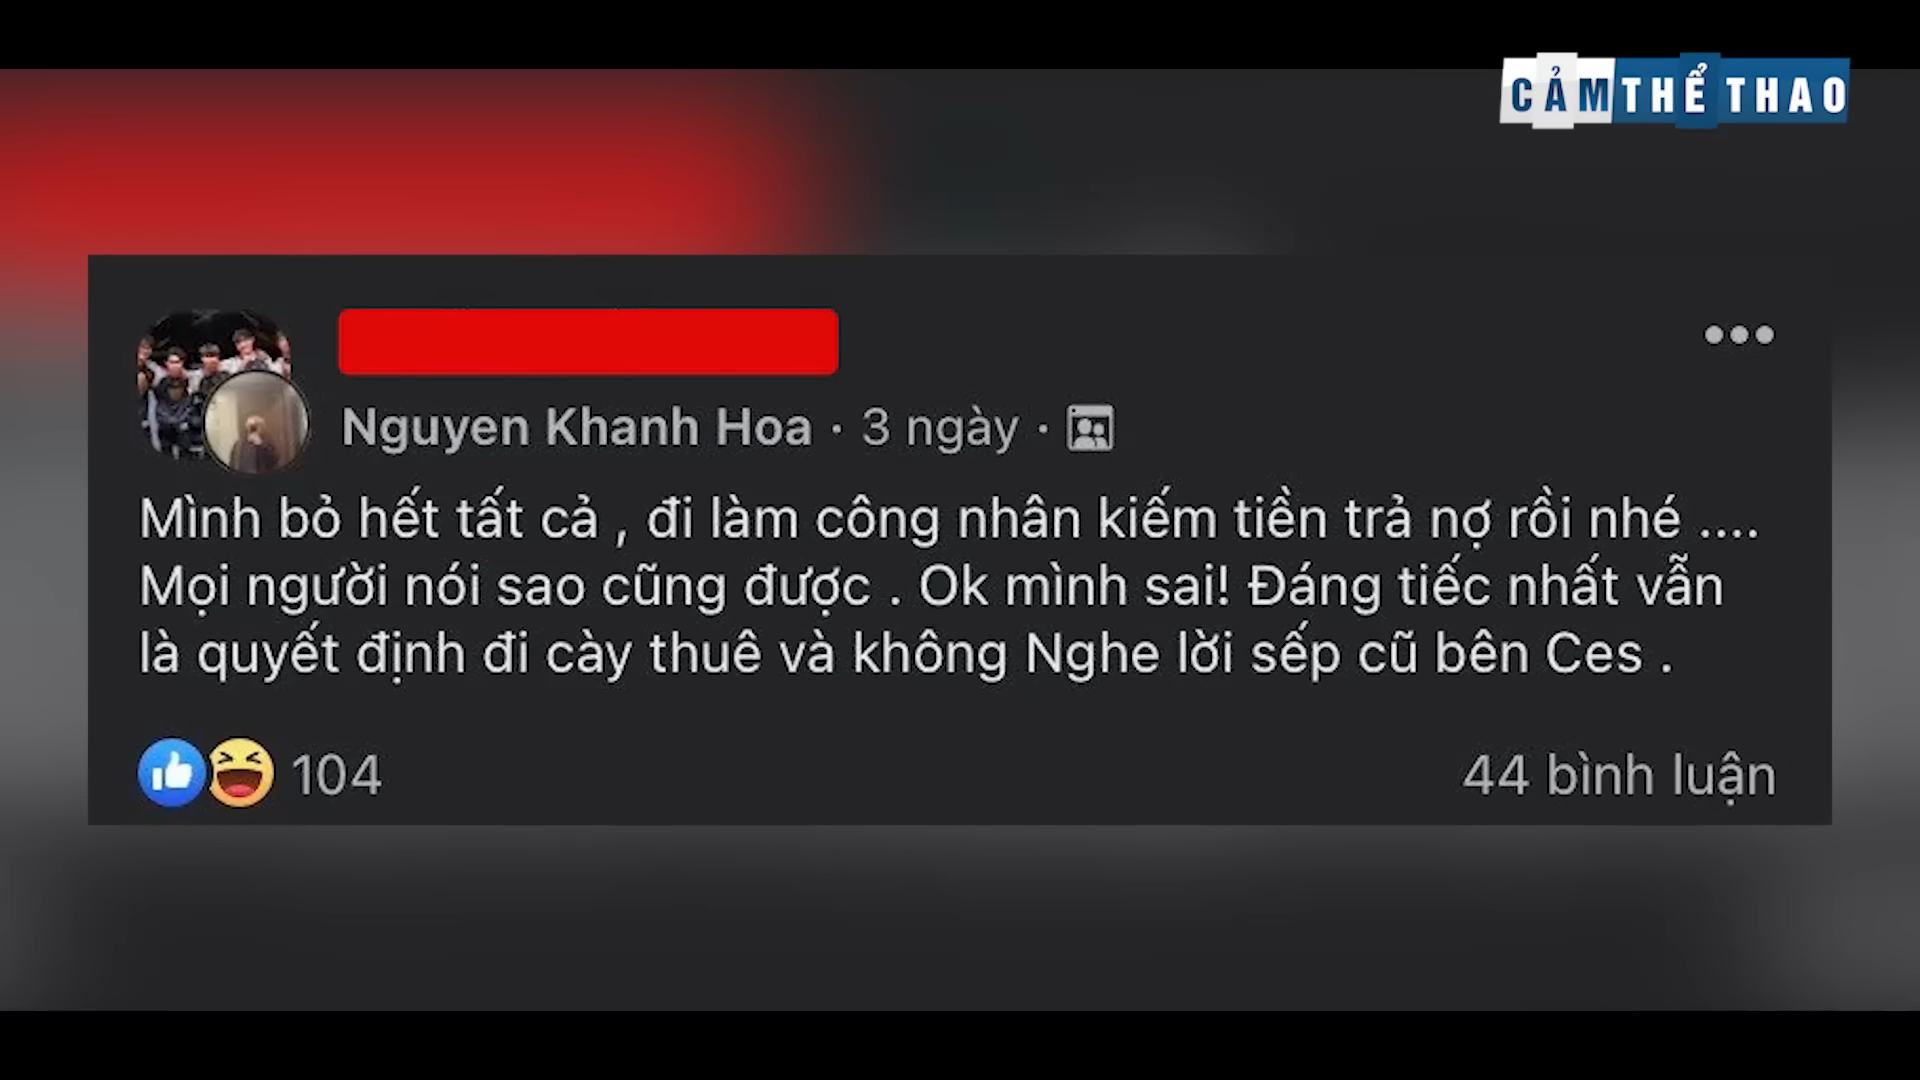 CẢM THỂ THAO
Nguyen Khanh Hoa · 3 ngày ·
Mình bỏ hết tất cả , đi làm công nhân kiếm tiền trả nợ rồi nhé ....
Mọi người nói sao cũng được . Ok mình sai! Đáng tiếc nhất vẫn
là quyết định đi cày thuê và không Nghe lời sếp cũ bên Ces .
104
44 bình luận